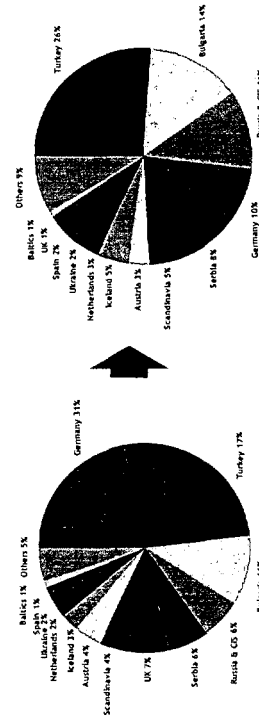 Germany 31%
Turkey 17%
Russia & CIS 6%
Serbia 6%
UK 7%
Scandinavia 4%
Austria 4%
Iceland
Netherlands 2%
Ukraine 2%
Spain 1%
Baltics 1%
Others 5%
Turkey 26%
Bulgaria 14%
Germany 10%
Serbia 8%
Scandinavia 5%
Austria 3%
Iceland 5%
Netherlands 3%
Ukraine 2%
Spain 2%
UK 1%
Baltics 1%
Others 9%